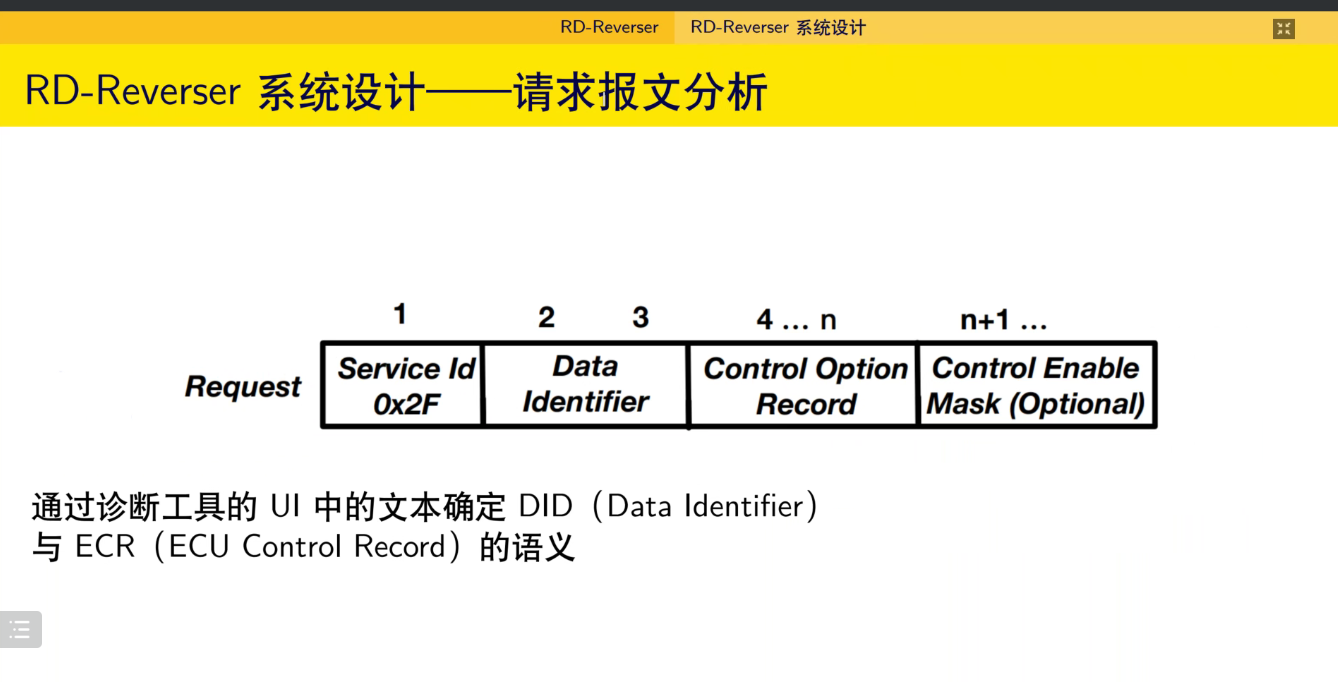 RD-Reverser RD-Reverser 系统设计
RD-Reverser 系统设计——请求报文分析
1 2 3 4 ... n n+1 ...
Request
Service Id
0x2F
Data
Identifier
Control Option
Record
Control Enable
Mask (Optional)
通过诊断工具的 UI 中的文本确定 DID（Data Identifier）
与 ECR（ECU Control Record）的语义